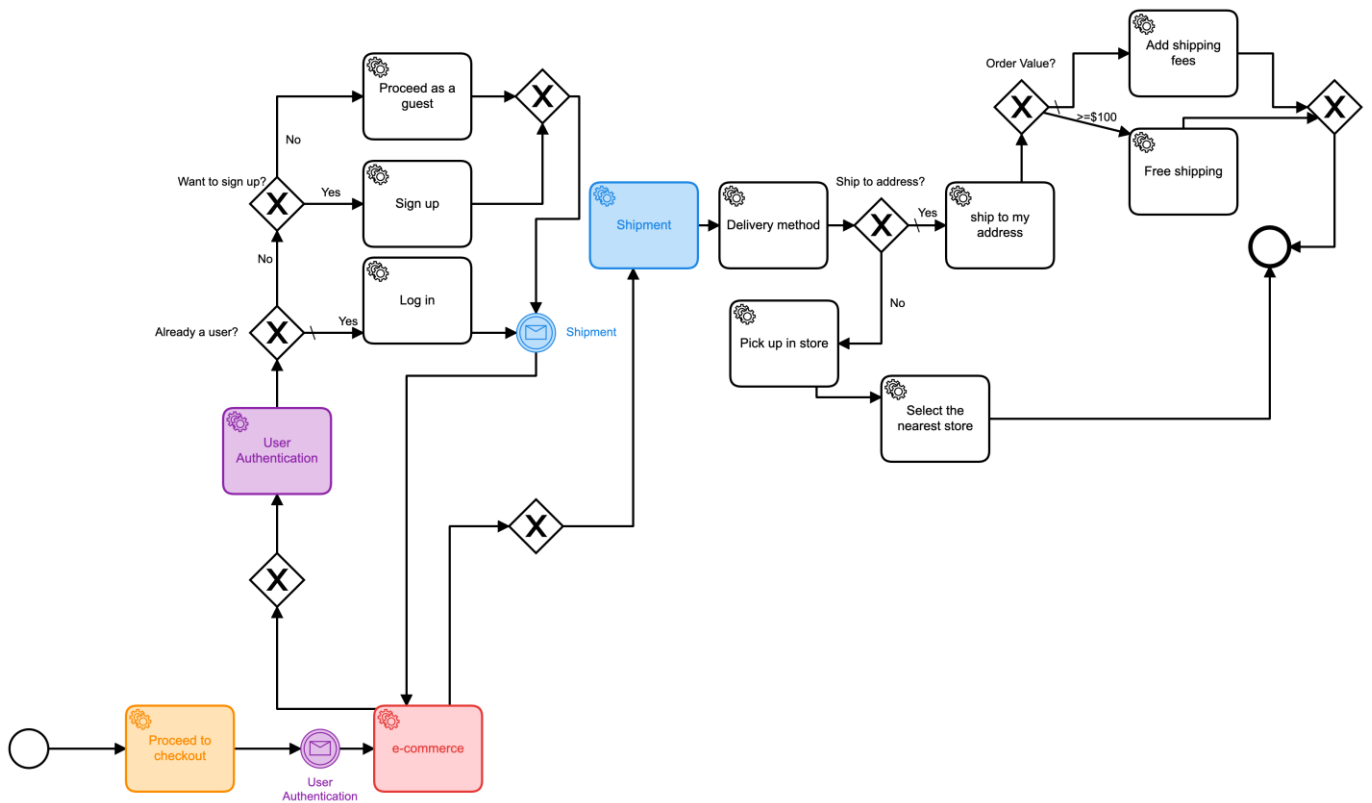 Add shipping
fees
Order Value?
Proceed as a
guest
>=$100
No
Free shipping
Want to sign up?
Yes
Sign up
Ship to address?
Shipment
Delivery method
Yes
ship to my
address
No
Log in
No
Already a user?
Yes
Shipment
Pick up in store
Select the
nearest store
User
Authentication
Proceed to
checkout
e-commerce
User
Authentication